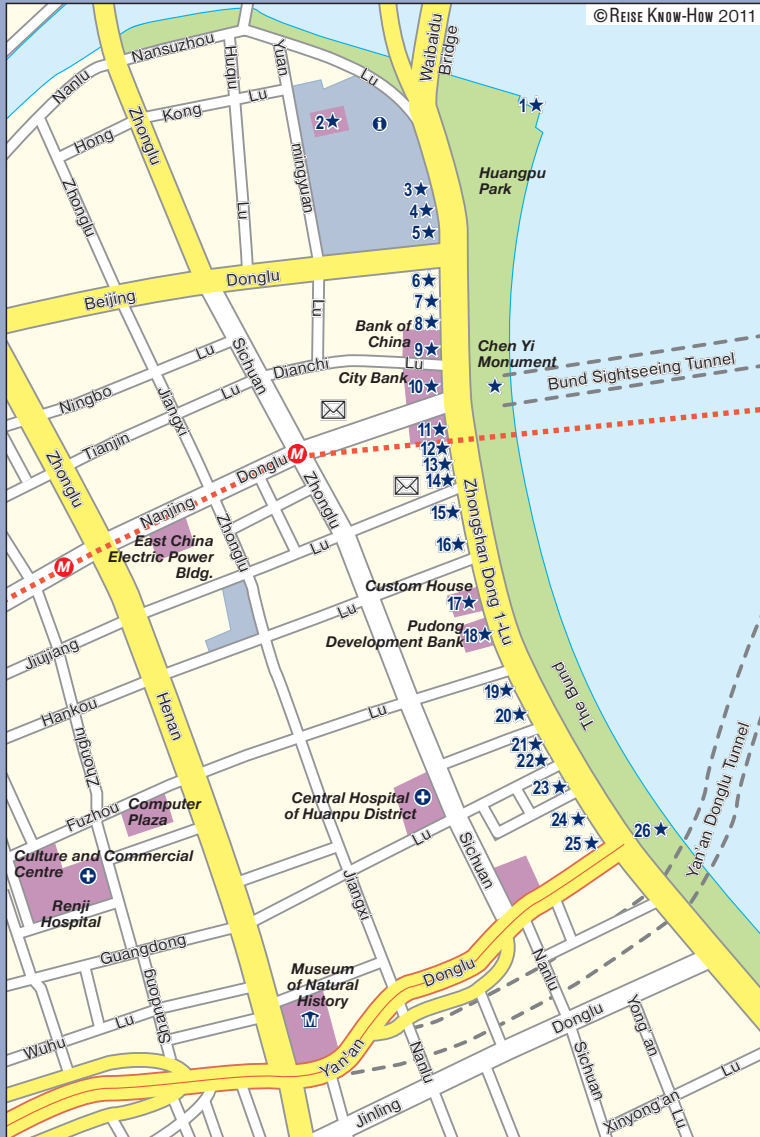 ©REISE KNOW-HOW 2011
Waibaidu
Bridge
Nansuzhou
Nanlu
Lu
Huqiu
Yuan
Zhonglu
Kong
Lu
Hong
1
2
i
mingyuan
Huangpu
Park
Zhonglu
Lu
3
4
5
Donglu
Beijing
6
7
8
Lu
Bank of
China
9
Chen Yi
Monument
Lu
Dianchi
Lu
Sichuan
City Bank
10
Bund Sightseeing Tunnel
Ningbo
Lu
Jiangxi
Tianjin
11
12
13
14
M
Donglu
Zhonglu
Zhonglu
Nanjing
15
Zhongshan Dong 1-Lu
East China
Electric Power
Bldg.
Zhonglu
Lu
16
M
Custom House
17
Lu
Pudong
Development Bank
18
Jiujiang
Hankou
Henan
19
20
The Bund
Lu
Zhonglu
21
22
Yan'an Donglu Tunnel
23
Computer
Plaza
Central Hospital
of Huanpu District
Fuzhou
24
26
25
Lu
Sichuan
Culture and Commercial
Centre
Renji
Hospital
Jiangxi
Guangdong
Museum
of Natural
History
M
Donglu
Nanlu
Shandong
Lu
Wuhu
Donglu
Yong'an
Yan'an
Nanlu
Sichuan
Lu
Xinyong'an
Lu
Jinling